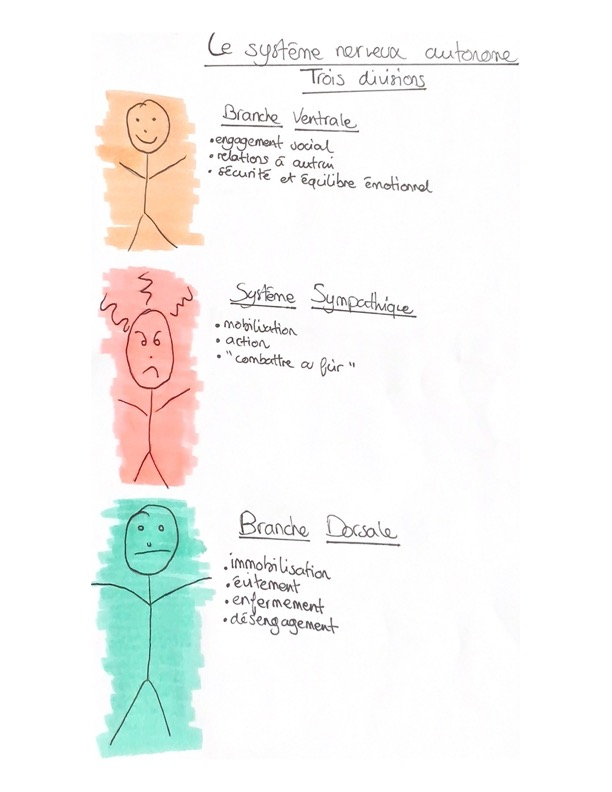 Le système nerveux autonome
Trois divisions
Branche Ventrale
• engagement social
• relations à autrui
• sécurité et équilibre émotionnel
Système Sympathique
• mobilisation
• action
• "combattre ou fuir"
Branche Dorsale
• immobilisation
• évitement
• enfermement
• désengagement